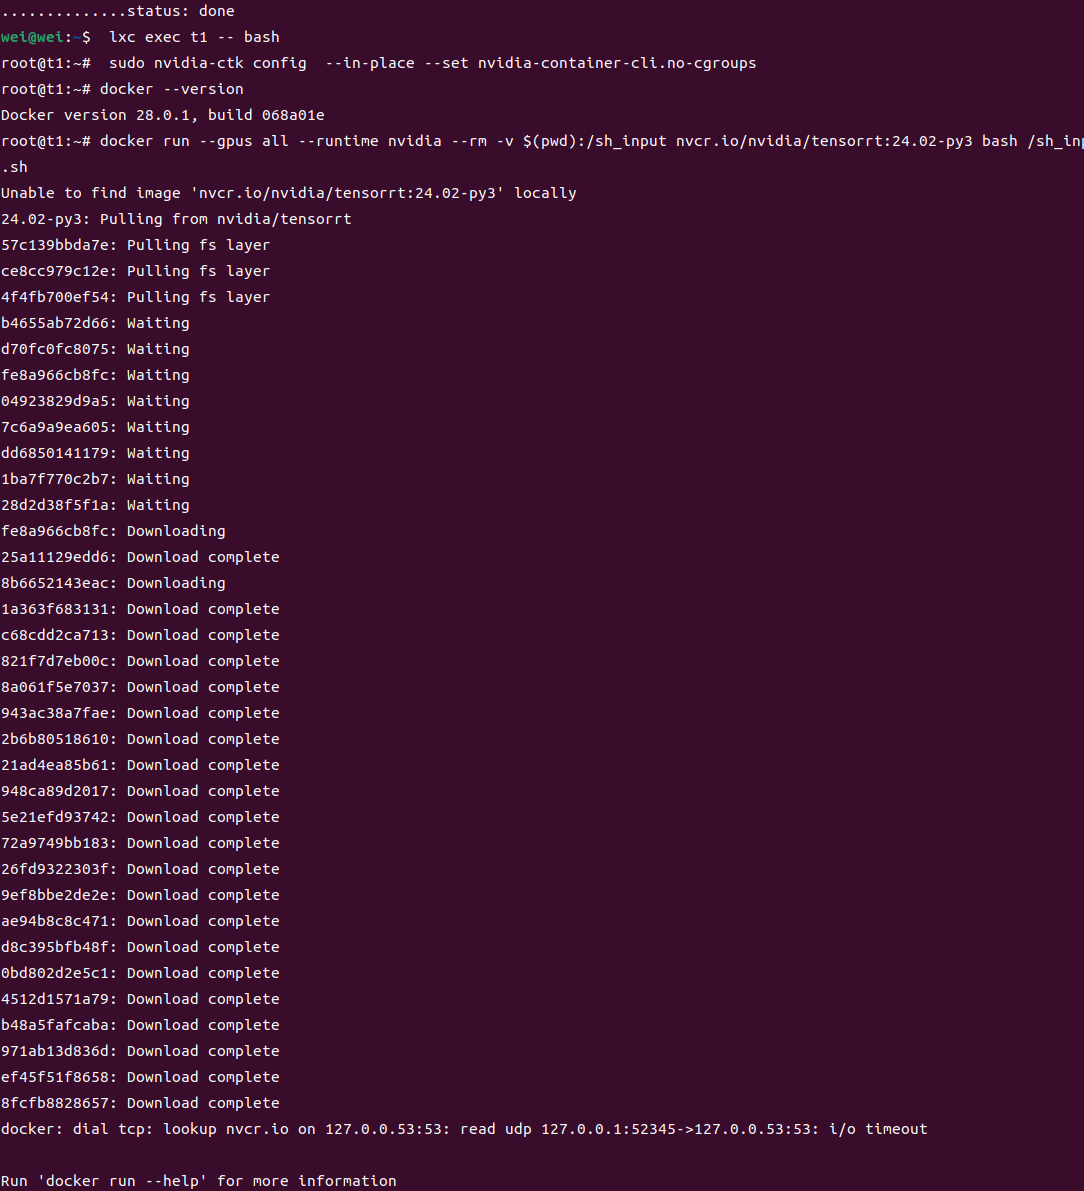 ..............status: done
wei@wei:~$  lxc exec t1 -- bash
root@t1:~#  sudo nvidia-ctk config  --in-place --set nvidia-container-cli.no-cgroups
root@t1:~# docker --version
Docker version 28.0.1, build 068a01e
root@t1:~# docker run --gpus all --runtime nvidia --rm -v $(pwd):/sh_input nvcr.io/nvidia/tensorrt:24.02-py3 bash /sh_inp
.sh
Unable to find image 'nvcr.io/nvidia/tensorrt:24.02-py3' locally
24.02-py3: Pulling from nvidia/tensorrt
57c139bbda7e: Pulling fs layer
ce8cc979c12e: Pulling fs layer
4f4fb700ef54: Pulling fs layer
b4655ab72d66: Waiting
d70fc0fc8075: Waiting
fe8a966cb8fc: Waiting
04923829d9a5: Waiting
7c6a9a9ea605: Waiting
dd6850141179: Waiting
1ba7f770c2b7: Waiting
28d2d38f5f1a: Waiting
fe8a966cb8fc: Downloading
25a11129edd6: Download complete
8b6652143eac: Downloading
1a363f683131: Download complete
c68cdd2ca713: Download complete
821f7d7eb00c: Download complete
8a061f5e7037: Download complete
943ac38a7fae: Download complete
2b6b80518610: Download complete
21ad4ea85b61: Download complete
948ca89d2017: Download complete
5e21efd93742: Download complete
72a9749bb183: Download complete
26fd9322303f: Download complete
9ef8bbe2de2e: Download complete
ae94b8c8c471: Download complete
d8c395bfb48f: Download complete
0bd802d2e5c1: Download complete
4512d1571a79: Download complete
b48a5fafcaba: Download complete
971ab13d836d: Download complete
ef45f51f8658: Download complete
8fcfb8828657: Download complete
docker: dial tcp: lookup nvcr.io on 127.0.0.53:53: read udp 127.0.0.1:52345->127.0.0.53:53: i/o timeout
Run 'docker run --help' for more information